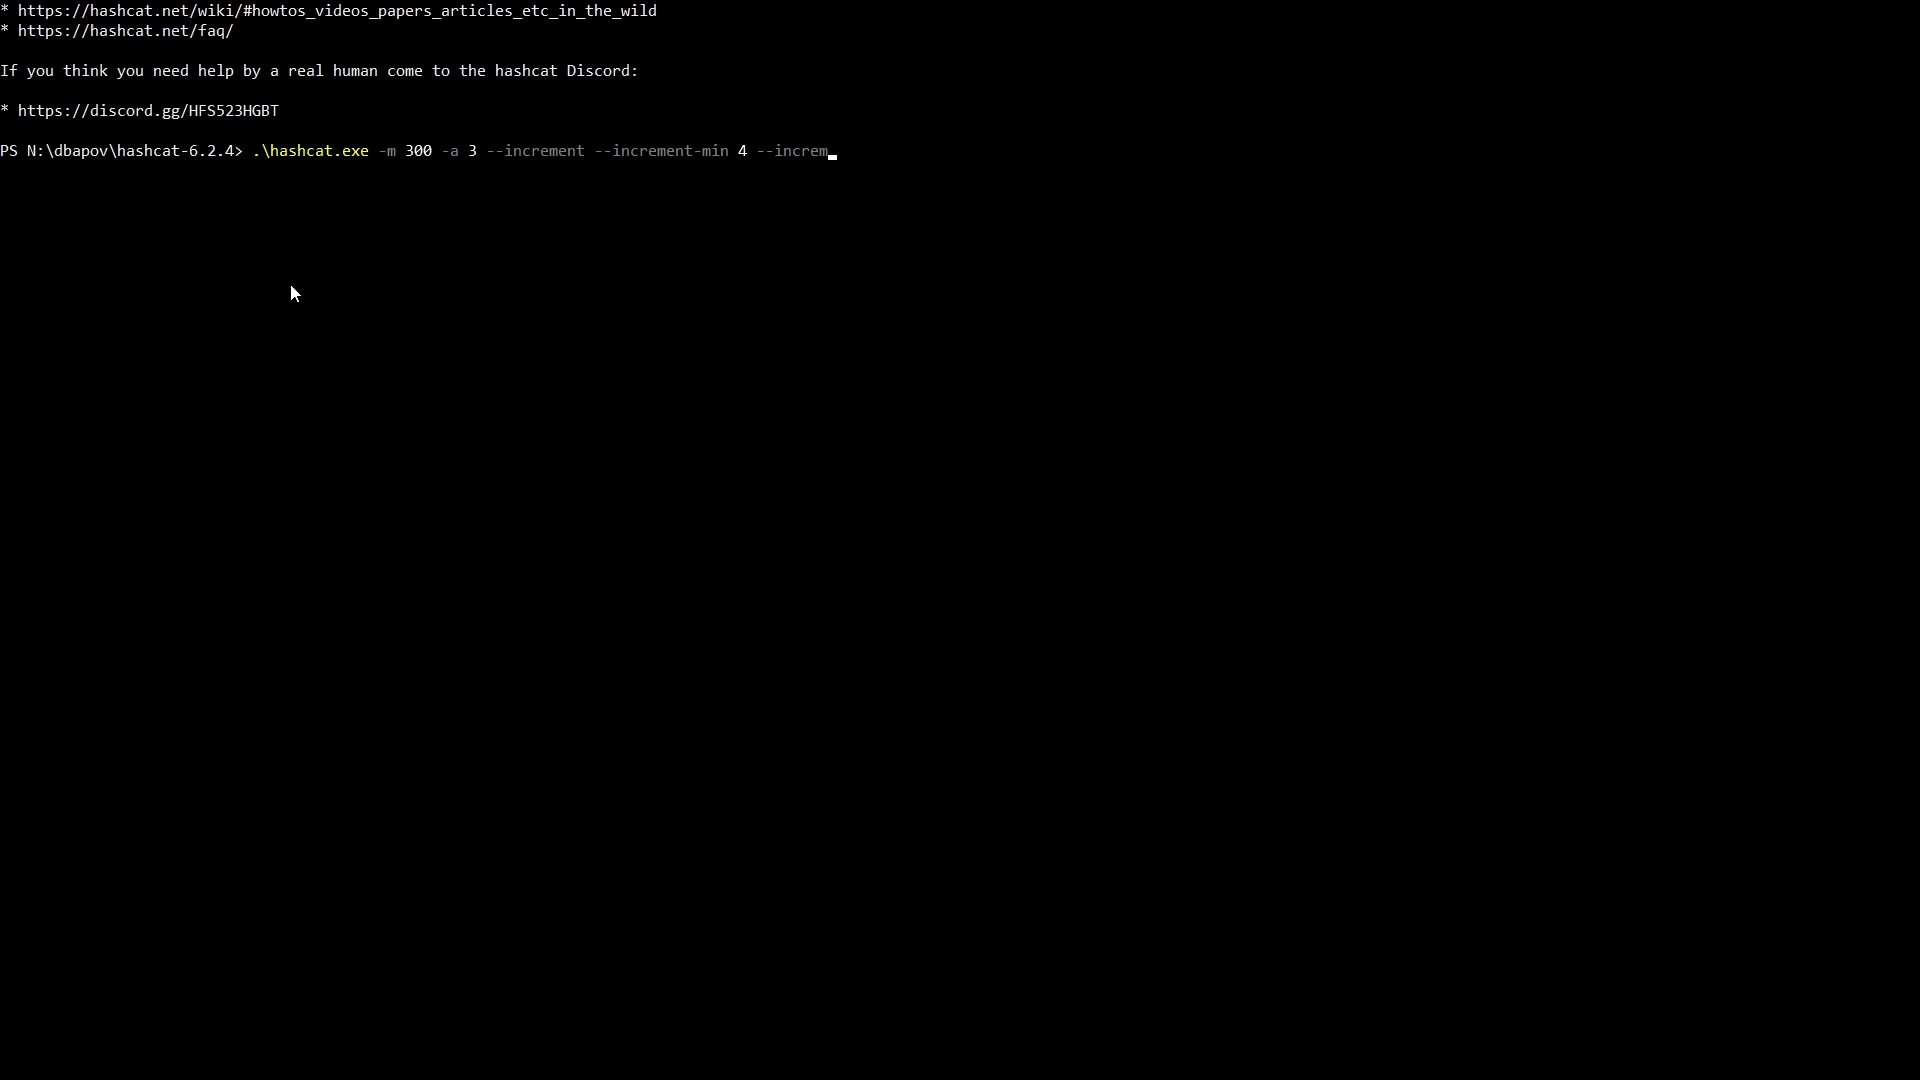 * https://hashcat.net/wiki/#howtos_videos_papers_articles_etc_in_the_wild
* https://hashcat.net/faq/
If you think you need help by a real human come to the hashcat Discord:
* https://discord.gg/HFS523HGBT
PS N:\dbapov\hashcat-6.2.4> .\hashcat.exe -m 300 -a 3 --increment --increment-min 4 --increm